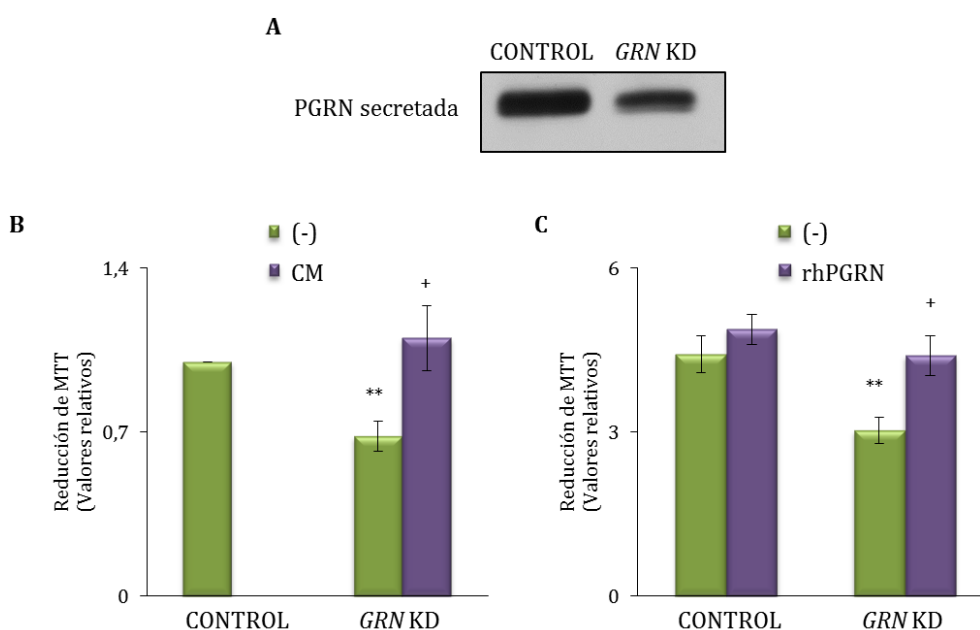 A
CONTROL GRN KD
PGRN secretada
B
(-)
CM
1,4
0,7
0
Reducción de MTT
(Valores relativos)
**
+
CONTROL GRN KD
C
(-)
rhPGRN
6
3
0
Reducción de MTT
(Valores relativos)
**
+
CONTROL GRN KD